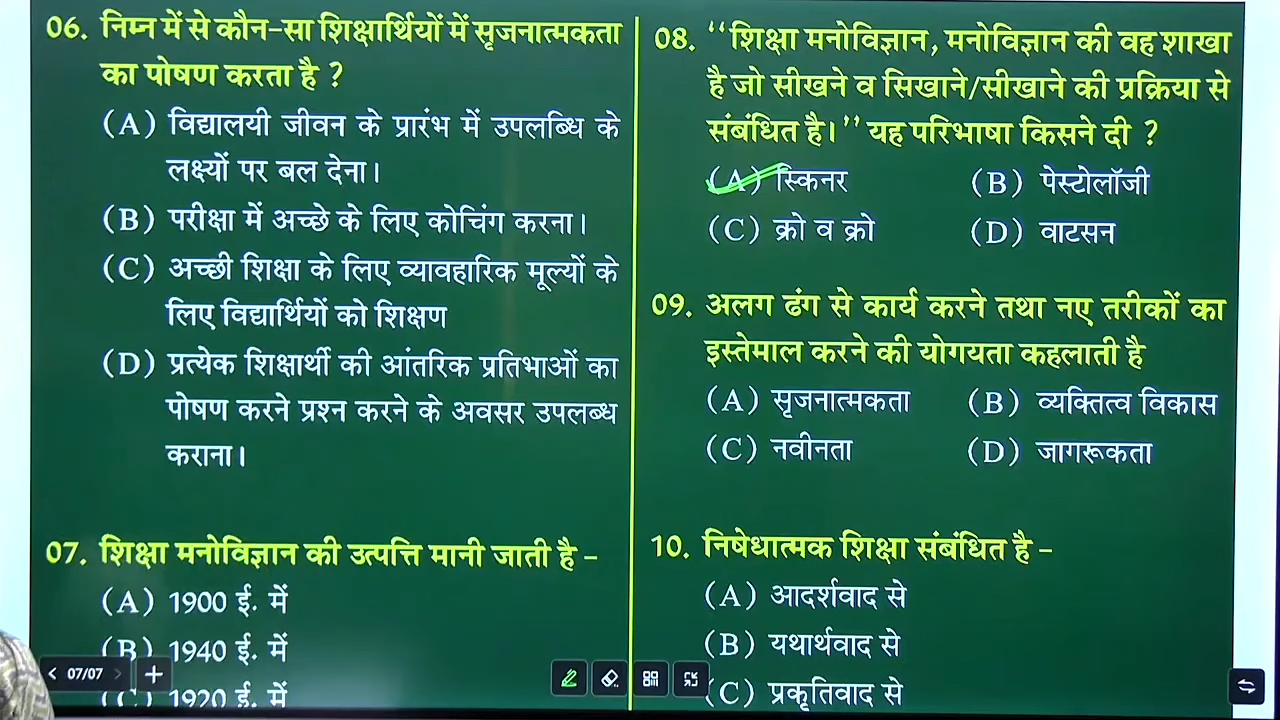 06. निम्न में से कौन-सा शिक्षार्थियों में सृजनात्मकता
का पोषण करता है ?
(A) विद्यालयी जीवन के प्रारंभ में उपलब्धि के
लक्ष्यों पर बल देना।
(B) परीक्षा में अच्छे के लिए कोचिंग करना।
(C) अच्छी शिक्षा के लिए व्यावहारिक मूल्यों के
लिए विद्यार्थियों को शिक्षण
(D) प्रत्येक शिक्षार्थी की आंतरिक प्रतिभाओं का
पोषण करने प्रश्न करने के अवसर उपलब्ध
कराना।
07. शिक्षा मनोविज्ञान की उत्पत्ति मानी जाती है –
(A) 1900 ई. में
(B) 1940 ई. में
(C) 1920 ई. में
08. ‘‘शिक्षा मनोविज्ञान, मनोविज्ञान की वह शाखा
है जो सीखने व सिखाने/सीखाने की प्रक्रिया से
संबंधित है।’’ यह परिभाषा किसने दी ?
(A) स्किनर (B) पेस्टोलॉजी
(C) क्रो व क्रो (D) वाटसन
09. अलग ढंग से कार्य करने तथा नए तरीकों का
इस्तेमाल करने की योगयता कहलाती है
(A) सृजनात्मकता (B) व्यक्तित्व विकास
(C) नवीनता (D) जागरूकता
10. निषेधात्मक शिक्षा संबंधित है –
(A) आदर्शवाद से
(B) यथार्थवाद से
(C) प्रकृतिवाद से
07/07